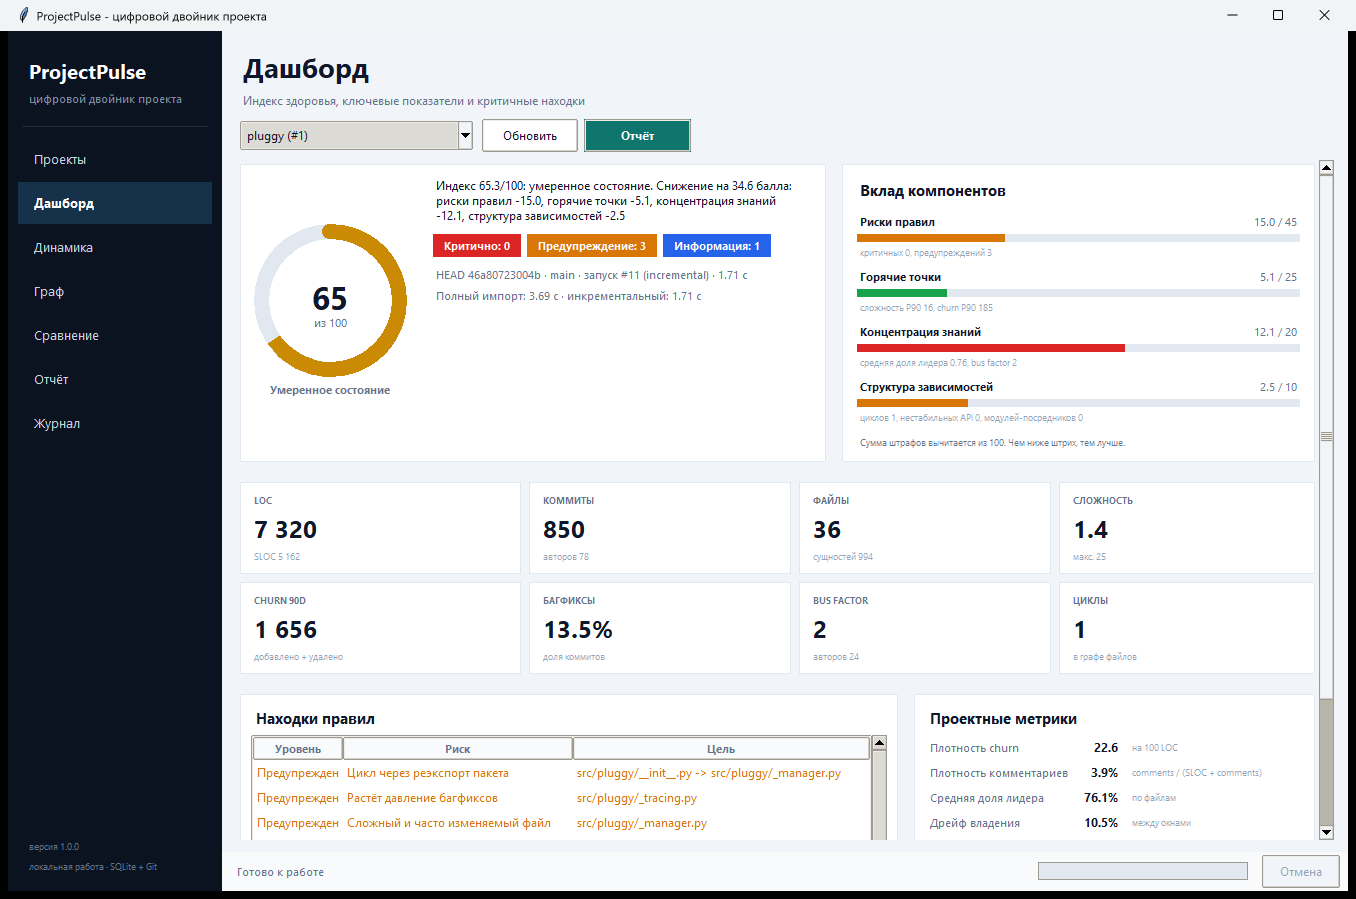 ProjectPulse - цифровой двойник проекта
ProjectPulse
цифровой двойник проекта
Проекты
Дашборд
Динамика
Граф
Сравнение
Отчёт
Журнал
версия 1.0.0
локальная работа · SQLite + Git
Дашборд
Индекс здоровья, ключевые показатели и критичные находки
pluggy (#1)
Обновить
Отчёт
65
из 100
Умеренное состояние
Индекс 65.3/100: умеренное состояние. Снижение на 34.6 балла:
риски правил -15.0, горячие точки -5.1, концентрация знаний
-12.1, структура зависимостей -2.5
Критично: 0
Предупреждение: 3
Информация: 1
HEAD 46a80723004b · main · запуск #11 (incremental) · 1.71 с
Полный импорт: 3.69 с · инкрементальный: 1.71 с
Вклад компонентов
Риски правил 15.0 / 45
критичных 0, предупреждений 3
Горячие точки 5.1 / 25
сложность P90 16, churn P90 185
Концентрация знаний 12.1 / 20
средняя доля лидера 0.76, bus factor 2
Структура зависимостей 2.5 / 10
циклов 1, нестабильных API 0, модулей-посредников 0
Сумма штрафов вычитается из 100. Чем ниже штрих, тем лучше.
LOC
7 320
SLOC 5 162
КОММИТЫ
850
авторов 78
ФАЙЛЫ
36
сущностей 994
СЛОЖНОСТЬ
1.4
макс. 25
CHURN 90D
1 656
добавлено + удалено
БАГФИКСЫ
13.5%
доля коммитов
BUS FACTOR
2
авторов 24
ЦИКЛЫ
1
в графе файлов
Находки правил
Уровень Риск Цель
Предупрежден Цикл через реэкспорт пакета src/pluggy/__init__.py -> src/pluggy/_manager.py
Предупрежден Растёт давление багфиксов src/pluggy/_tracing.py
Предупрежден Сложный и часто изменяемый файл src/pluggy/_manager.py
Проектные метрики
Плотность churn 22.6 на 100 LOC
Плотность комментариев 3.9% comments / (SLOC + comments)
Средняя доля лидера 76.1% по файлам
Дрейф владения 10.5% между окнами
Готово к работе
Отмена